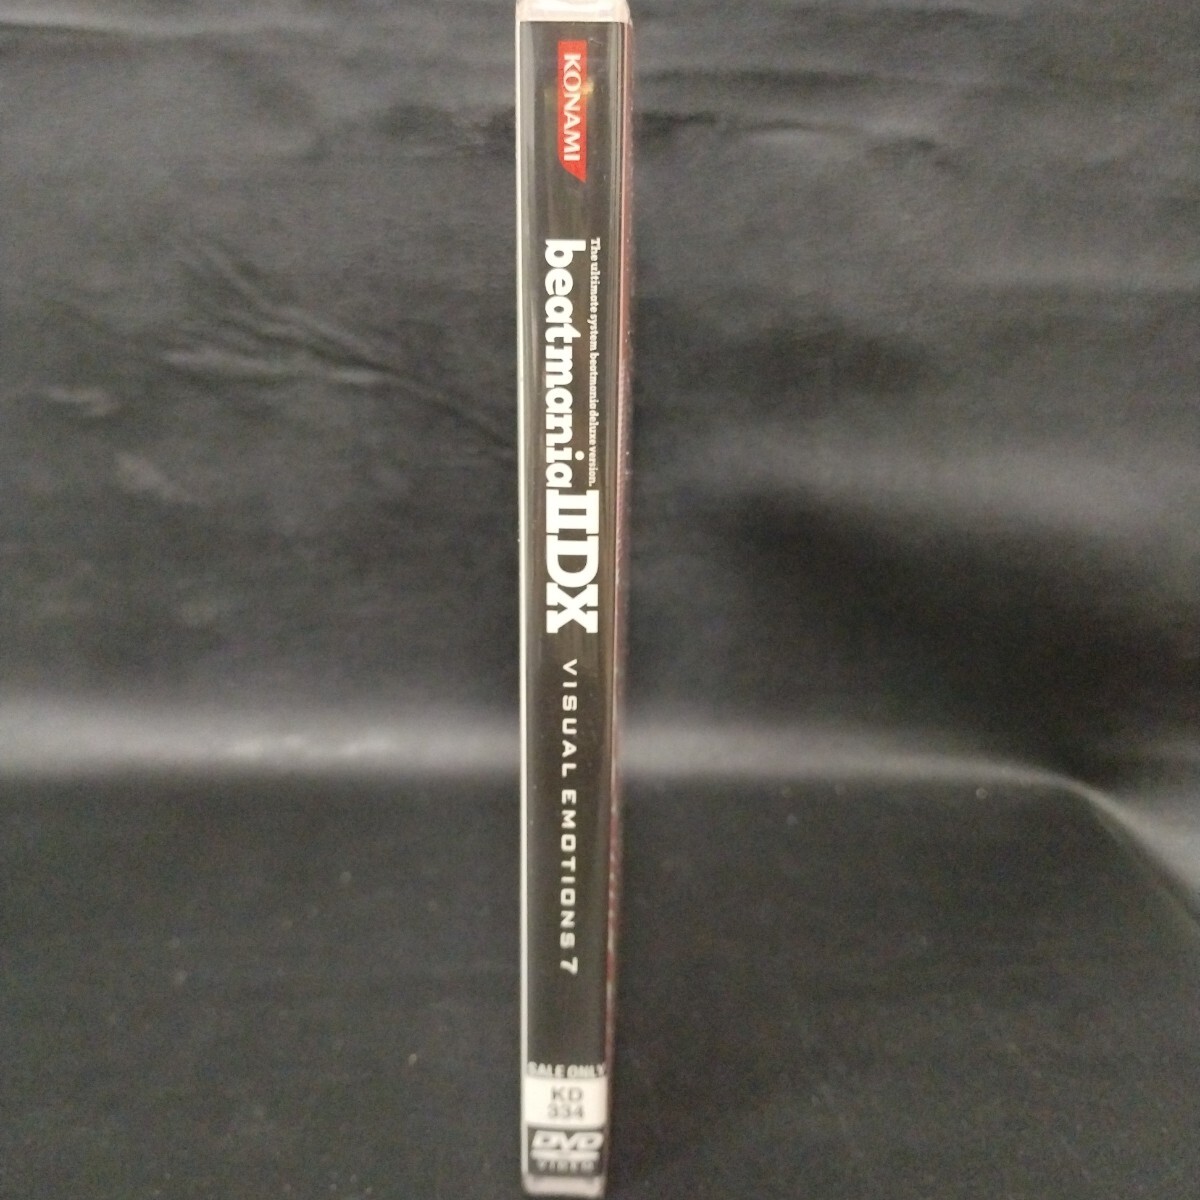 KONAMI
The ultimate system beatmania deluxe version.
beatmania IIDX
VISUAL EMOTIONS 7
SALE ONLY
KD
334
DVD
VIDEO